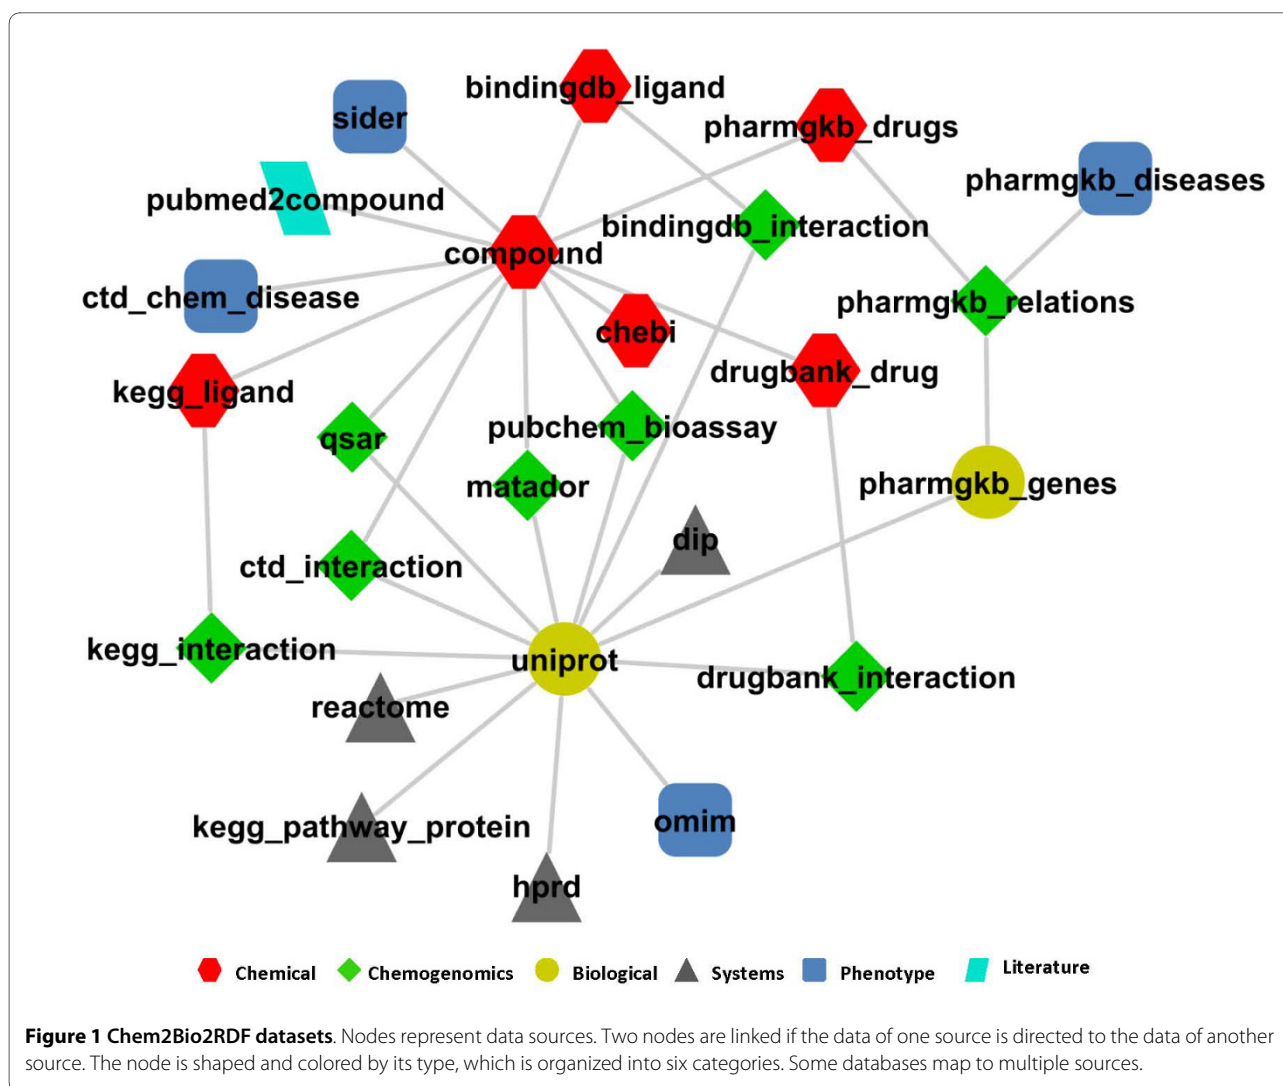 bindingdb_ligand
sider
pharmgkb_drugs
pharmgkb_diseases
pubmed2compound
bindingdb_interaction
compound
ctd_chem_disease
pharmgkb_relations
chebi
drugbank_drug
kegg_ligand
qsar
pubchem_bioassay
matador
pharmgkb_genes
dip
ctd_interaction
kegg_interaction
uniprot
drugbank_interaction
reactome
kegg_pathway_protein
omim
hprd
Chemical Chemogenomics Biological Systems Phenotype Literature
Figure 1 Chem2Bio2RDF datasets. Nodes represent data sources. Two nodes are linked if the data of one source is directed to the data of another
source. The node is shaped and colored by its type, which is organized into six categories. Some databases map to multiple sources.